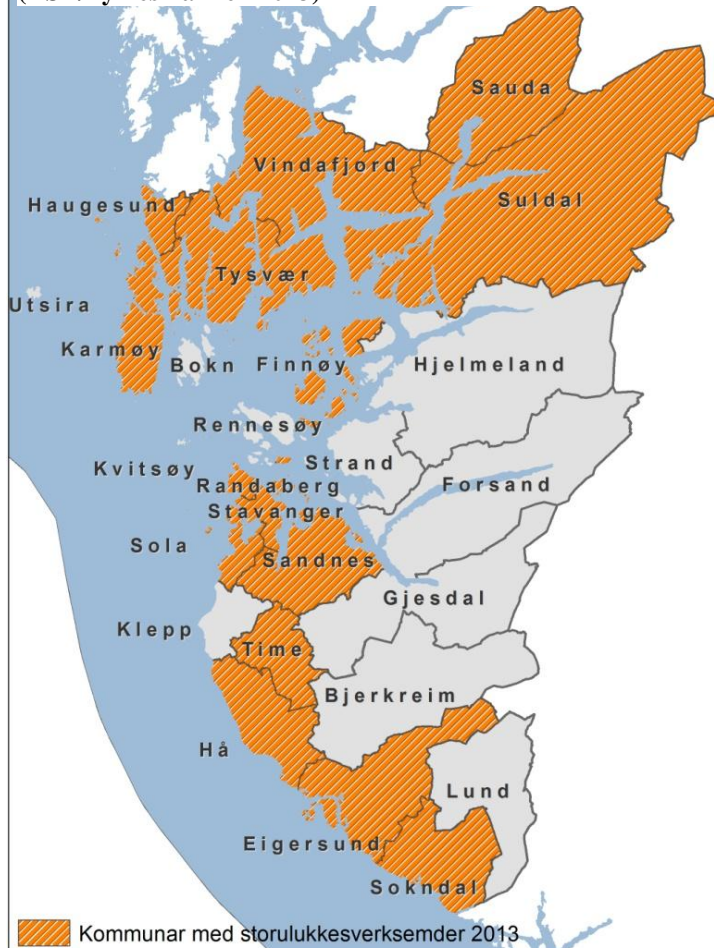 Sauda
Vindafjord
Suldal
Haugesund
Tysvær
Utsira
Karmøy
Bokn
Finnøy
Hjelmeland
Rennesøy
Kvitsøy
Strand
Randaberg
Forsand
Stavanger
Sola
Sandnes
Gjesdal
Klepp
Time
Bjerkreim
Hå
Lund
Eigersund
Sokndal
Kommunar med storulukkesverksemder 2013